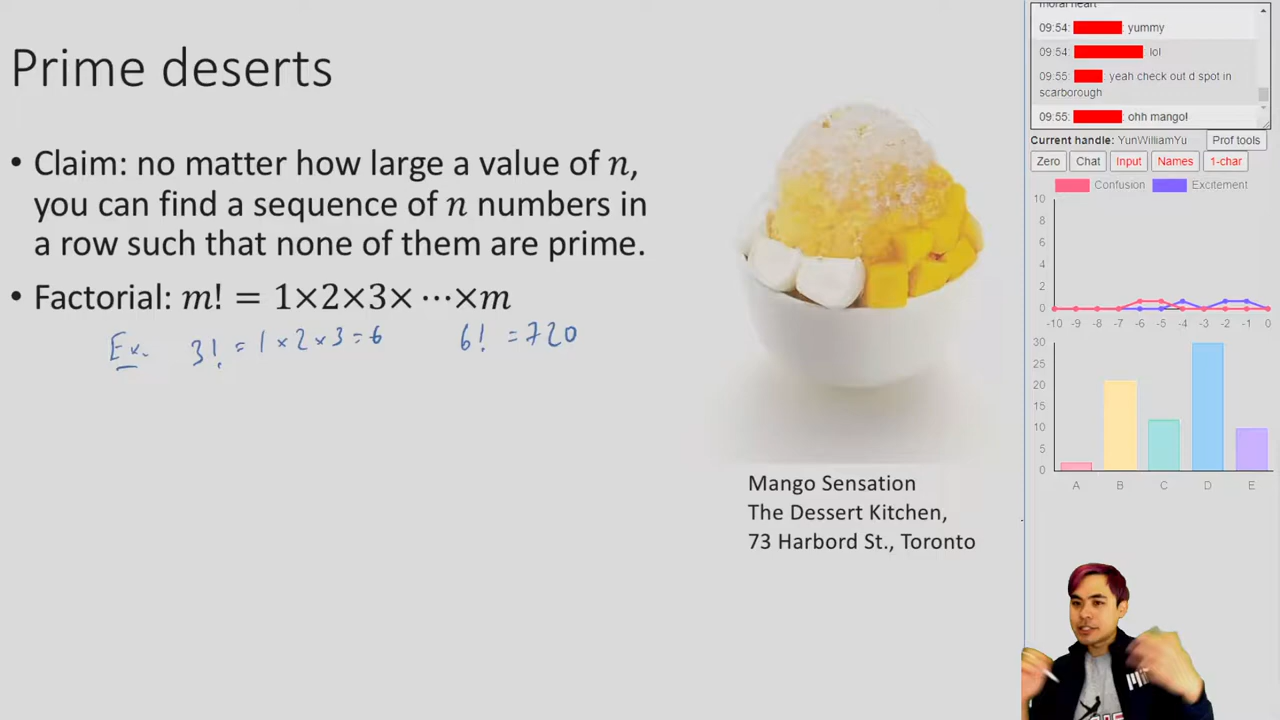 Prime deserts
• Claim: no matter how large a value of n,
you can find a sequence of n numbers in
a row such that none of them are prime.
• Factorial: m! = 1×2×3× ⋯×m
Ex. 3! = 1 × 2 × 3 = 6 6! = 720
Mango Sensation
The Dessert Kitchen,
73 Harbord St., Toronto
moral heart
09:54: : yummy
09:54: lol
09:55: : yeah check out d spot in
scarborough
09:55: : ohh mango!
Current handle: YunWilliamYu Prof tools
Zero Chat Input Names 1-char
Confusion Excitement
10
8
6
4
2
0
-10 -9 -8 -7 -6 -5 -4 -3 -2 -1 0
30
25
20
15
10
5
0
A B C D E